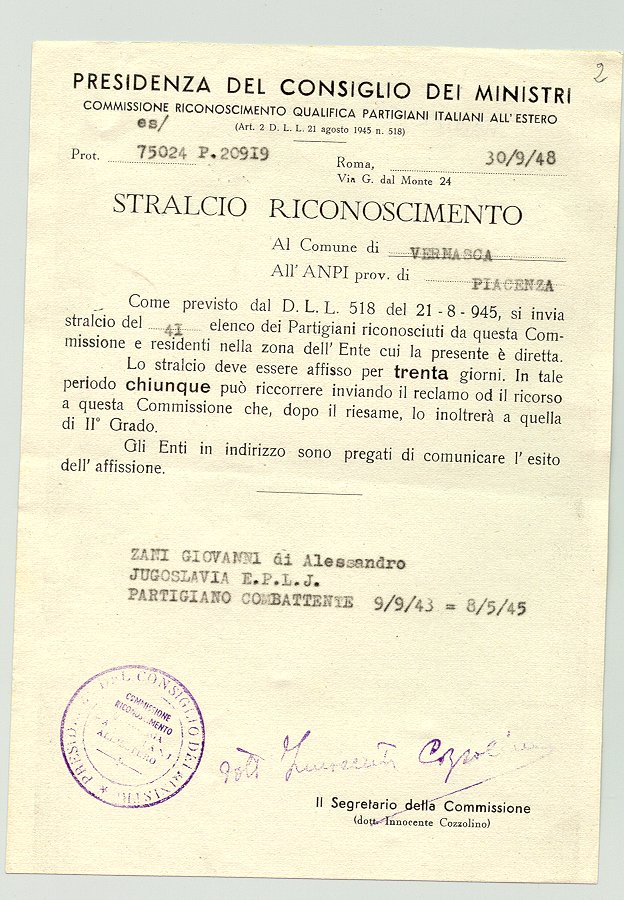 2
PRESIDENZA DEL CONSIGLIO DEI MINISTRI
COMMISSIONE RICONOSCIMENTO QUALIFICA PARTIGIANI ITALIANI ALL'ESTERO
es/ (Art. 2 D. L. L. 21 agosto 1945 n. 518)
Prot. 75024 P.20919 Roma, 30/9/48
Via G. dal Monte 24
STRALCIO RICONOSCIMENTO
Al Comune di VERNASCA
All'ANPI prov. di PIACENZA
Come previsto dal D. L. L. 518 del 21 - 8 - 945, si invia
stralcio del 41 elenco dei Partigiani riconosciuti da questa Com-
missione e residenti nella zona dell' Ente cui la presente è diretta.
Lo stralcio deve essere affisso per trenta giorni. In tale
periodo chiunque può riccorrere inviando il reclamo od il ricorso
a questa Commissione che, dopo il riesame, lo inoltrerà a quella
di II° Grado.
Gli Enti in indirizzo sono pregati di comunicare l' esito
dell' affissione.
ZANI GIOVANNI di Alessandro
JUGOSLAVIA E.P.L.J.
PARTIGIANO COMBATTENTE 9/9/43 = 8/5/45
DEL CONSIGLIO DEI MINISTRI
COMMISSIONE
RICONOSCIMENTO
dott Innocente Cozzolino
Il Segretario della Commissione
(dott. Innocente Cozzolino)